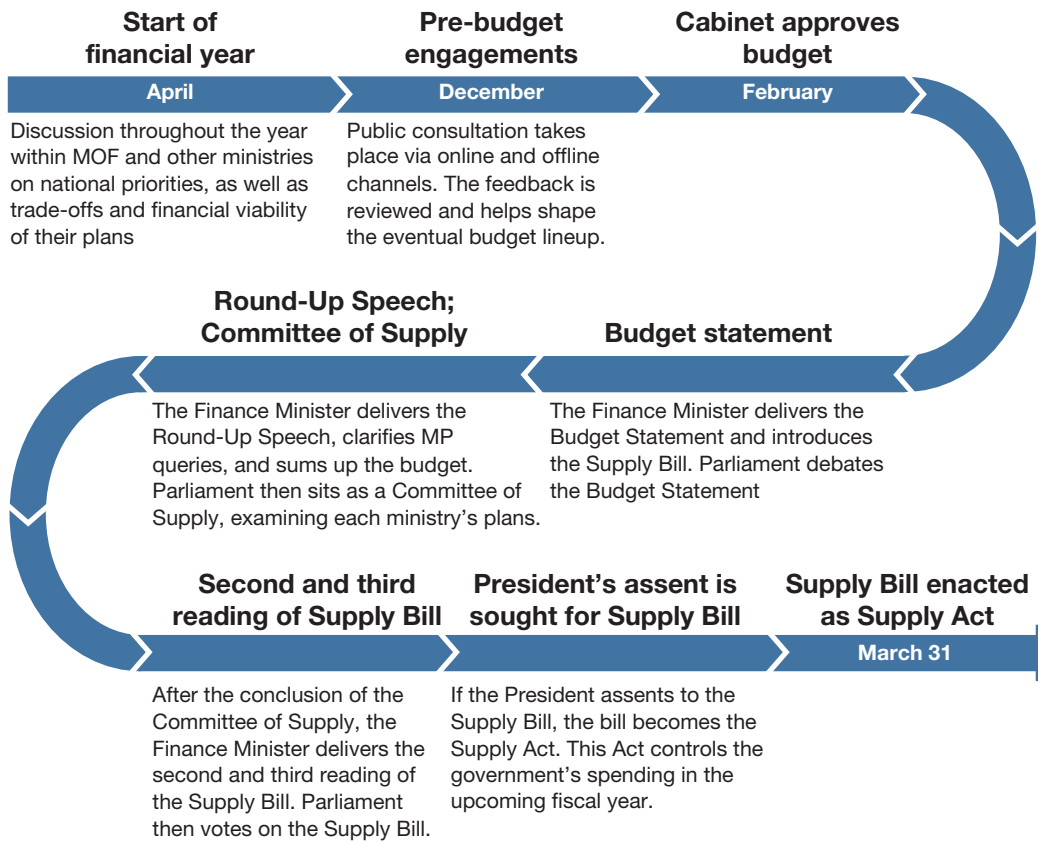 Start of
financial year
April
Discussion throughout the year
within MOF and other ministries
on national priorities, as well as
trade-offs and financial viability
of their plans
Pre-budget
engagements
December
Public consultation takes
place via online and offline
channels. The feedback is
reviewed and helps shape
the eventual budget lineup.
Cabinet approves
budget
February
Budget statement
The Finance Minister delivers the
Budget Statement and introduces
the Supply Bill. Parliament debates
the Budget Statement
Round-Up Speech;
Committee of Supply
The Finance Minister delivers the
Round-Up Speech, clarifies MP
queries, and sums up the budget.
Parliament then sits as a Committee of
Supply, examining each ministry’s plans.
Second and third
reading of Supply Bill
After the conclusion of the
Committee of Supply, the
Finance Minister delivers the
second and third reading of
the Supply Bill. Parliament
then votes on the Supply Bill.
President’s assent is
sought for Supply Bill
If the President assents to the
Supply Bill, the bill becomes the
Supply Act. This Act controls the
government’s spending in the
upcoming fiscal year.
Supply Bill enacted
as Supply Act
March 31